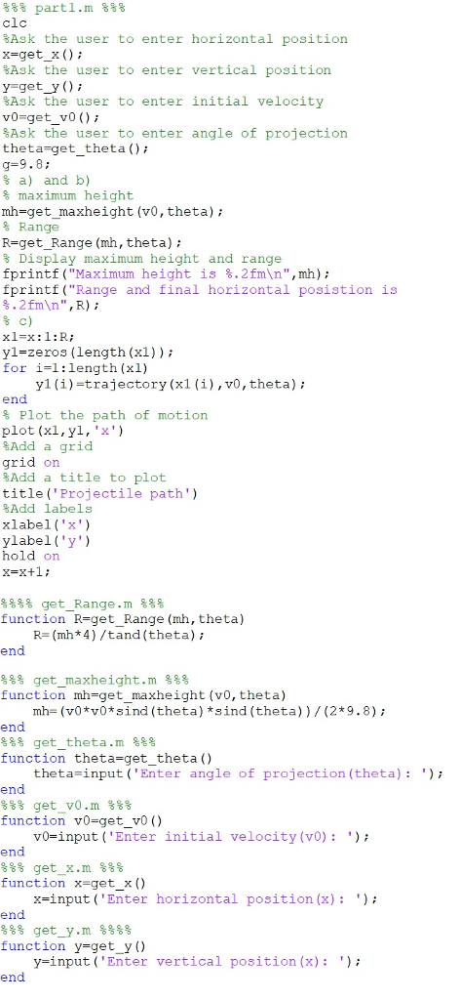 %%% part1.m %%%
clc
%Ask the user to enter horizontal position
x=get_x();
%Ask the user to enter vertical position
y=get_y();
%Ask the user to enter initial velocity
v0=get_v0();
%Ask the user to enter angle of projection
theta=get_theta();
g=9.8;
% a) and b)
% maximum height
mh=get_maxheight(v0,theta);
% Range
R=get_Range(mh,theta);
% Display maximum height and range
fprintf("Maximum height is %.2fm\n",mh);
fprintf("Range and final horizontal posistion is
%.2fm\n",R);
% c)
x1=x:1:R;
y1=zeros(length(x1));
for i=1:length(x1)
    y1(i)=trajectory(x1(i),v0,theta);
end
% Plot the path of motion
plot(x1,y1,'x')
%Add a grid
grid on
%Add a title to plot
title('Projectile path')
%Add labels
xlabel('x')
ylabel('y')
hold on
x=x+1;
%%%% get_Range.m %%%
function R=get_Range(mh,theta)
    R=(mh*4)/tand(theta);
end
%%% get_maxheight.m %%%
function mh=get_maxheight(v0,theta)
    mh=(v0*v0*sind(theta)*sind(theta))/(2*9.8);
end
%%% get_theta.m %%%
function theta=get_theta()
    theta=input('Enter angle of projection(theta): ');
end
%%% get_v0.m %%%
function v0=get_v0()
    v0=input('Enter initial velocity(v0): ');
end
%%% get_x.m %%%
function x=get_x()
    x=input('Enter horizontal position(x): ');
end
%%% get_y.m %%%%
function y=get_y()
    y=input('Enter vertical position(x): ');
end